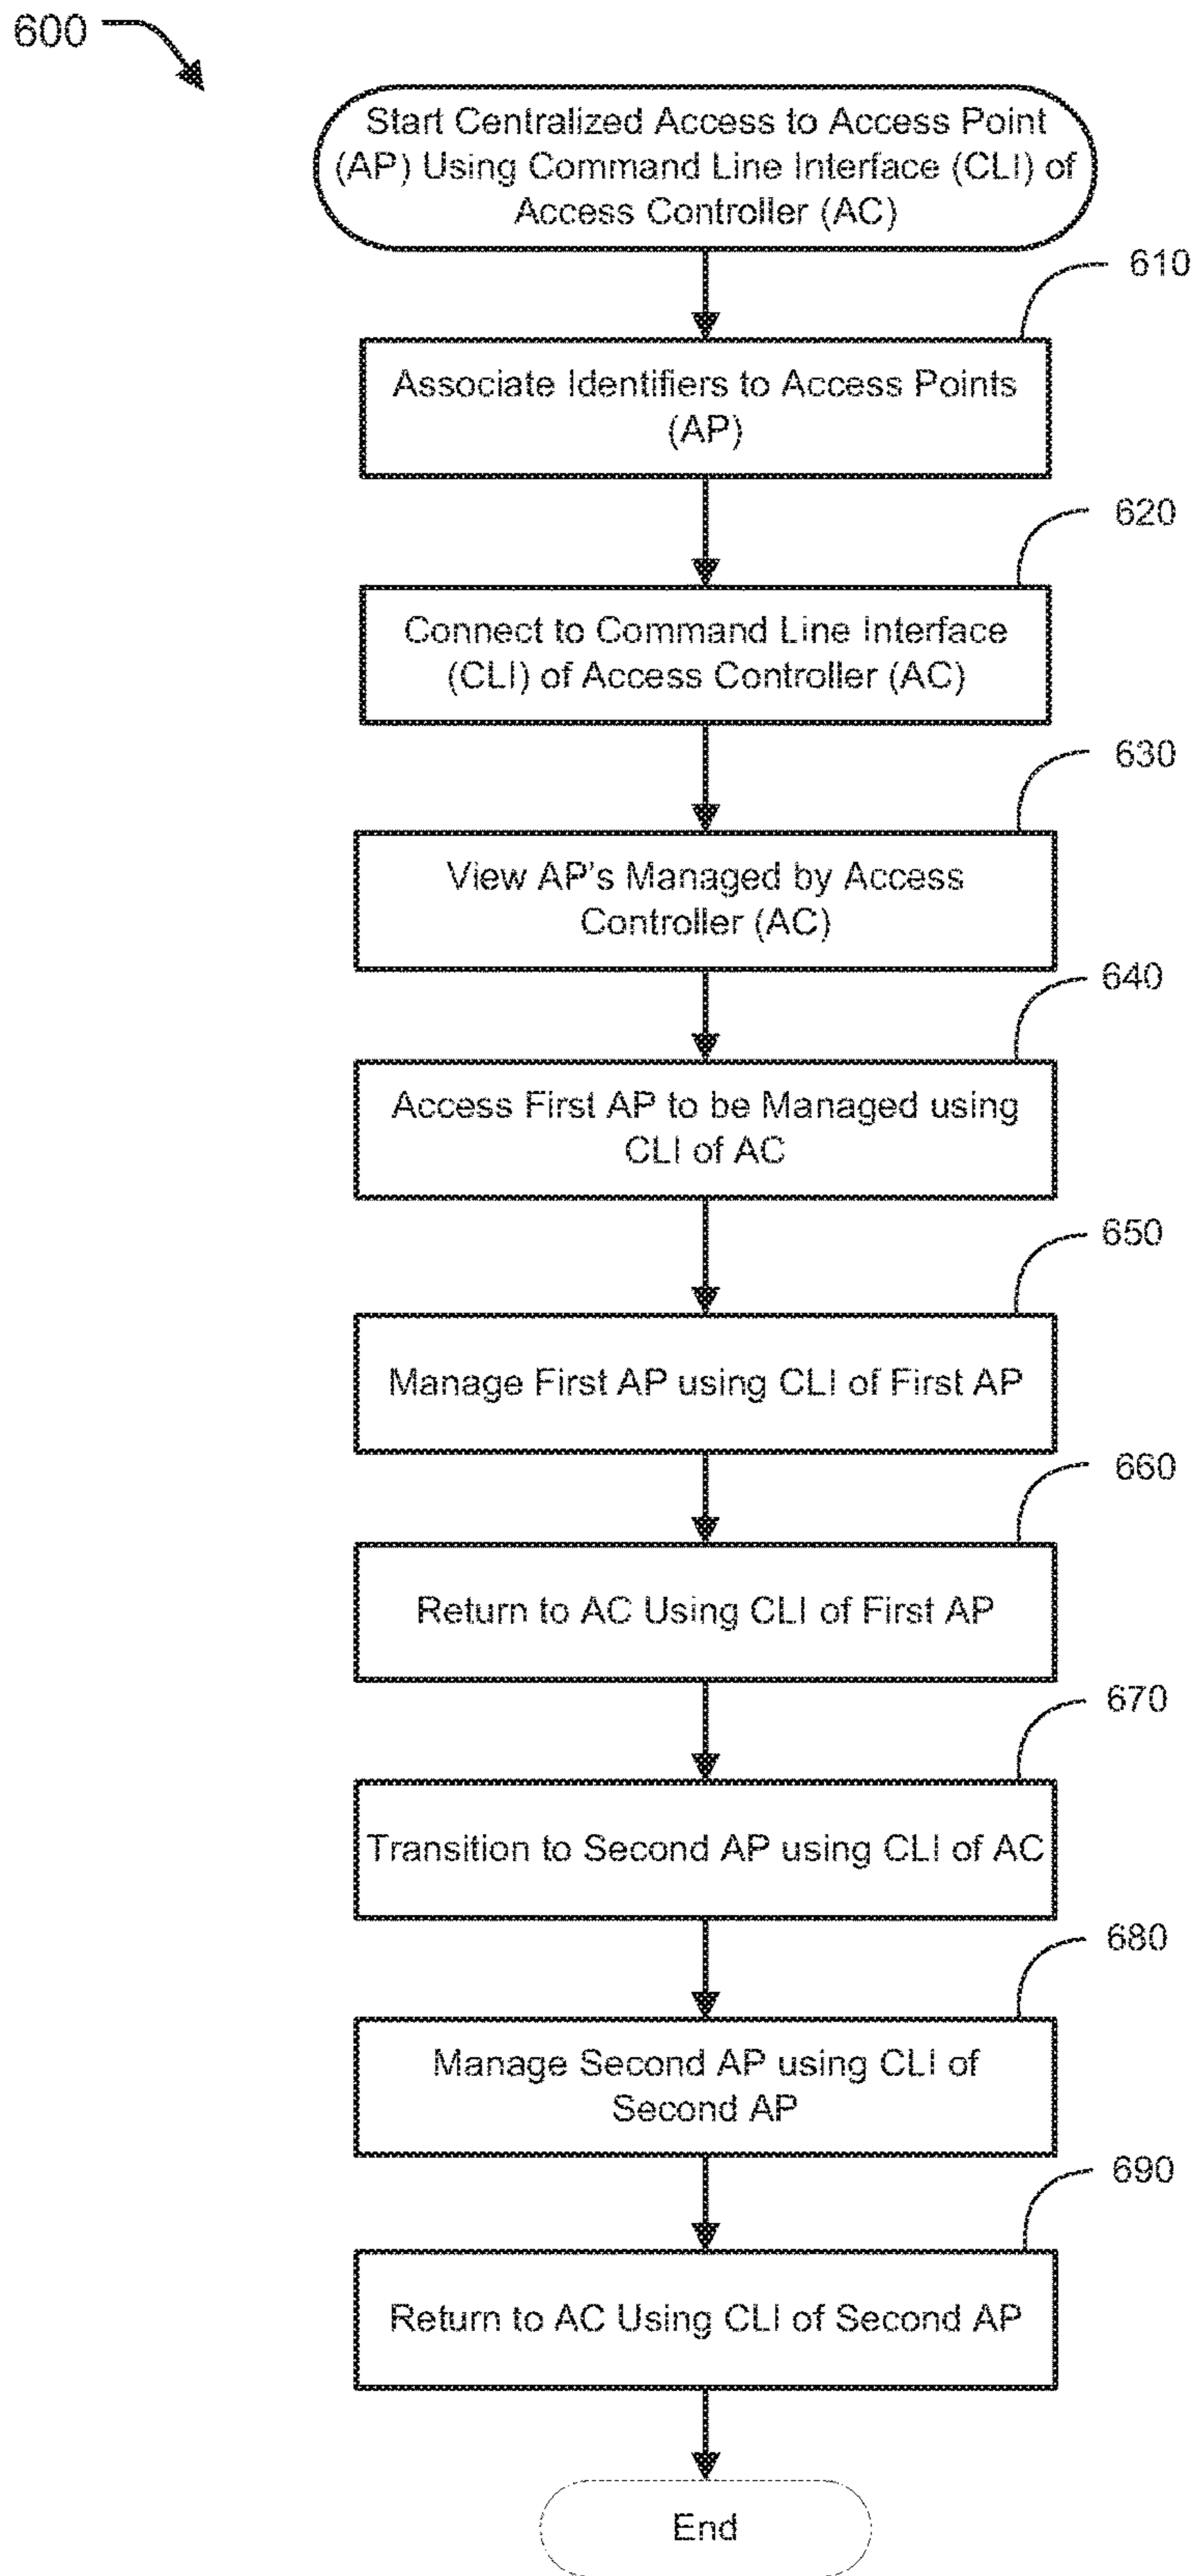 600
Start Centralized Access to Access Point
(AP) Using Command Line Interface (CLI) of
Access Controller (AC)
610
Associate Identifiers to Access Points
(AP)
620
Connect to Command Line Interface
(CLI) of Access Controller (AC)
630
View AP's Managed by Access
Controller (AC)
640
Access First AP to be Managed using
CLI of AC
650
Manage First AP using CLI of First AP
660
Return to AC Using CLI of First AP
670
Transition to Second AP using CLI of AC
680
Manage Second AP using CLI of
Second AP
690
Return to AC Using CLI of Second AP
End